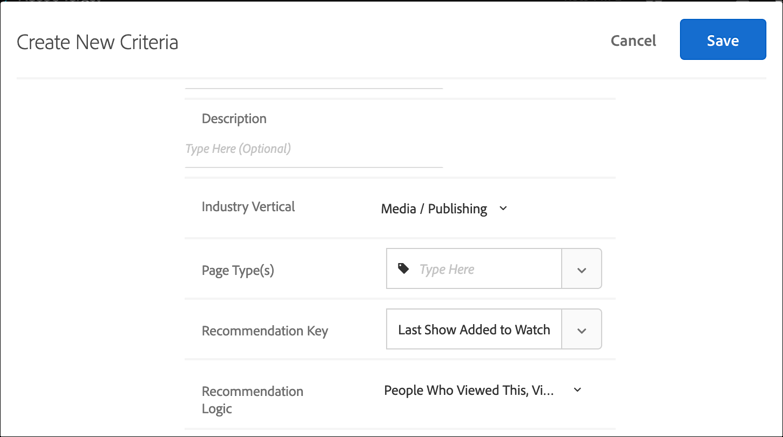 Create New Criteria
Cancel
Save
Description
Type Here (Optional)
Industry Vertical
Media / Publishing
Page Type(s)
Type Here
Recommendation Key
Last Show Added to Watch
Recommendation
Logic
People Who Viewed This, Vi...